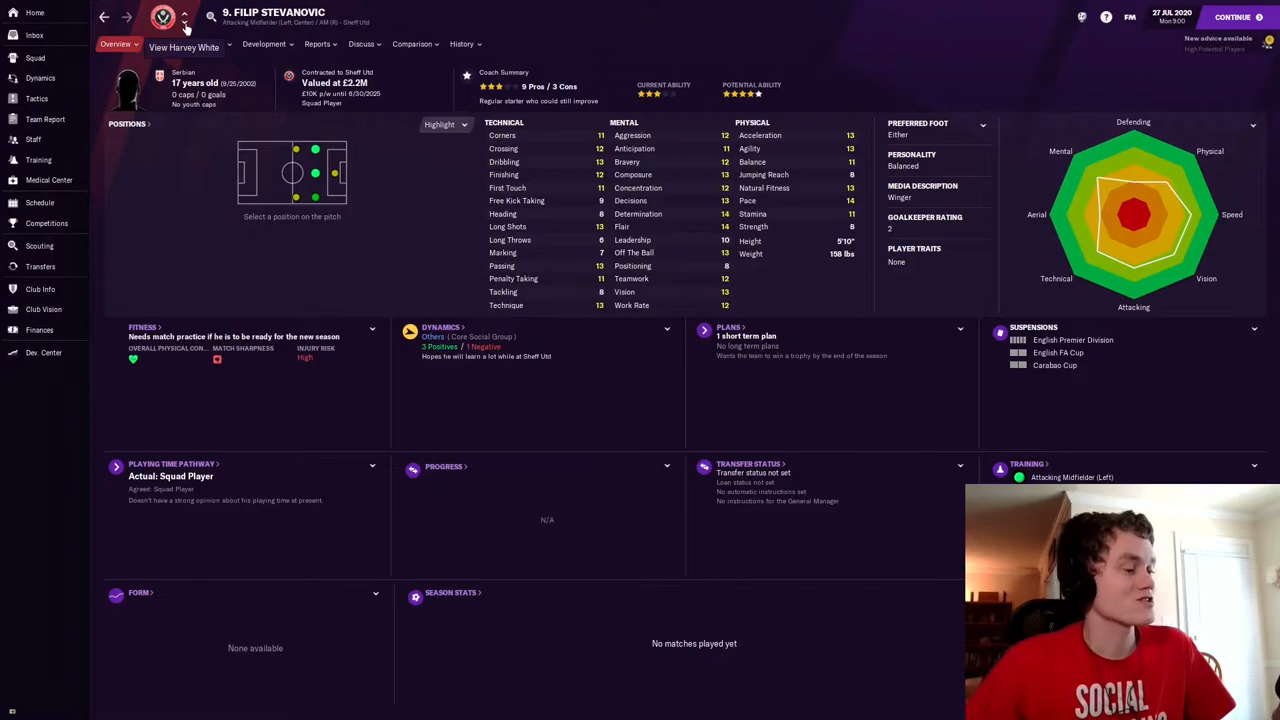 Home
Inbox
Squad
Dynamics
Tactics
Team Report
Staff
Training
Medical Center
Schedule
Competitions
Scouting
Transfers
Club Info
Club Vision
Finances
Dev. Center
9. FILIP STEVANOVIC
Attacking Midfielder (Left, Center) / AM (R) - Sheff Utd
27 JUL 2020
Mon 9:00
FM
CONTINUE
New advice available
High Potential Players
Overview
View Harvey White
Development
Reports
Discuss
Comparison
History
Serbian
17 years old (9/25/2002)
0 caps / 0 goals
No youth caps
Contracted to Sheff Utd
Valued at £2.2M
£10K p/w until 6/30/2025
Squad Player
Coach Summary
9 Pros / 3 Cons
Regular starter who could still improve
CURRENT ABILITY
POTENTIAL ABILITY
POSITIONS
Select a position on the pitch
Highlight
TECHNICAL
Corners 11
Crossing 12
Dribbling 13
Finishing 12
First Touch 11
Free Kick Taking 9
Heading 8
Long Shots 13
Long Throws 6
Marking 7
Passing 13
Penalty Taking 11
Tackling 8
Technique 13
MENTAL
Aggression 12
Anticipation 11
Bravery 12
Composure 13
Concentration 12
Decisions 13
Determination 14
Flair 14
Leadership 10
Off The Ball 13
Positioning 8
Teamwork 12
Vision 13
Work Rate 12
PHYSICAL
Acceleration 13
Agility 13
Balance 11
Jumping Reach 8
Natural Fitness 13
Pace 14
Stamina 11
Strength 8
Height 5'10"
Weight 158 lbs
PREFERRED FOOT
Either
PERSONALITY
Balanced
MEDIA DESCRIPTION
Winger
GOALKEEPER RATING
2
PLAYER TRAITS
None
Defending
Physical
Speed
Vision
Attacking
Technical
Aerial
Mental
FITNESS
Needs match practice if he is to be ready for the new season
OVERALL PHYSICAL CON...
MATCH SHARPNESS
INJURY RISK
High
DYNAMICS
Others ( Core Social Group )
3 Positives / 1 Negative
Hopes he will learn a lot while at Sheff Utd
PLANS
1 short term plan
No long term plans
Wants the team to win a trophy by the end of the season
SUSPENSIONS
English Premier Division
English FA Cup
Carabao Cup
PLAYING TIME PATHWAY
Actual: Squad Player
Agreed: Squad Player
Doesn't have a strong opinion about his playing time at present.
PROGRESS
N/A
TRANSFER STATUS
Transfer status not set
Loan status not set
No automatic instructions set
No instructions for the General Manager
TRAINING
Attacking Midfielder (Left)
FORM
None available
SEASON STATS
No matches played yet
SOCIAL